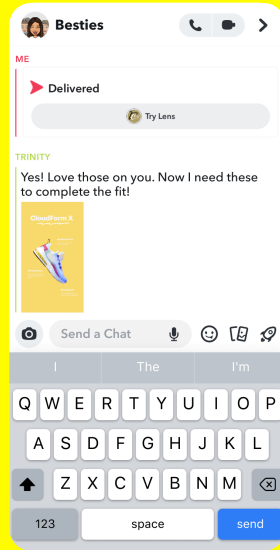 Besties
ME
Delivered
Try Lens
TRINITY
Yes! Love those on you. Now I need these
to complete the fit!
Send a Chat
I The I'm
Q W E R T Y U I O P
A S D F G H J K L
Z X C V B N M
123 space send